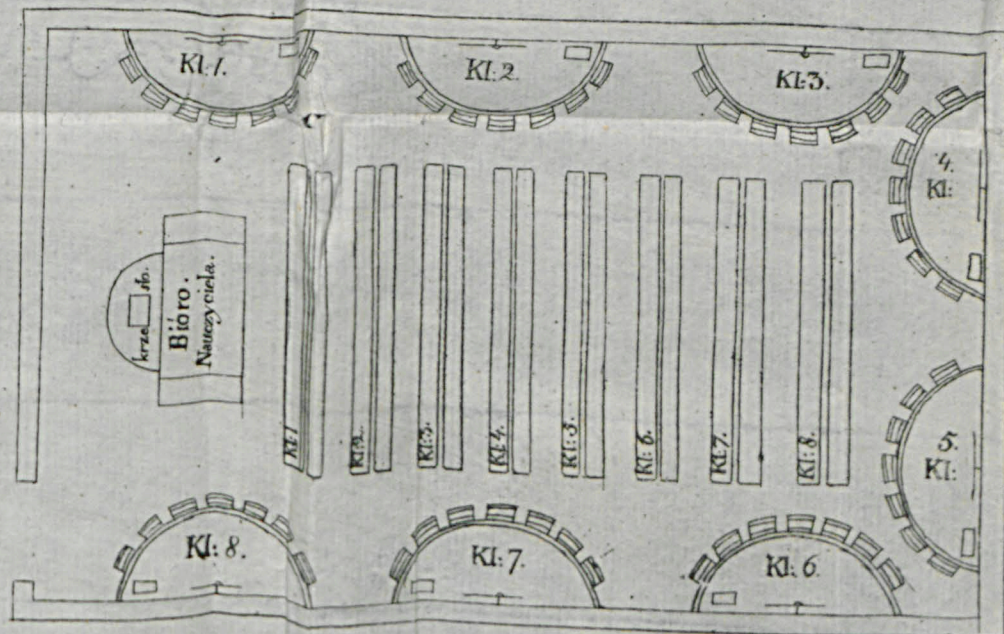 Kl: 1.
Kl: 2.
Kl: 3.
4.
Kl:
5.
Kl:
Kl: 6
Kl: 7.
Kl: 8.
krze sło.
Bióro.
Nauczyciela.
Kl: 1
Kl: 2.
Kl: 3.
Kl: 4.
Kl: 5.
Kl: 6.
Kl: 7.
Kl: 8.